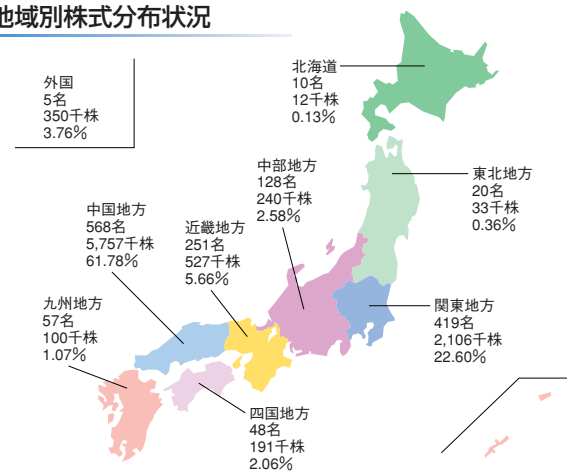 地域別株式分布状況
外国
5名
350千株
3.76%
北海道
10名
12千株
0.13%
東北地方
20名
33千株
0.36%
中部地方
128名
240千株
2.58%
近畿地方
251名
527千株
5.66%
中国地方
568名
5,757千株
61.78%
九州地方
57名
100千株
1.07%
関東地方
419名
2,106千株
22.60%
四国地方
48名
191千株
2.06%